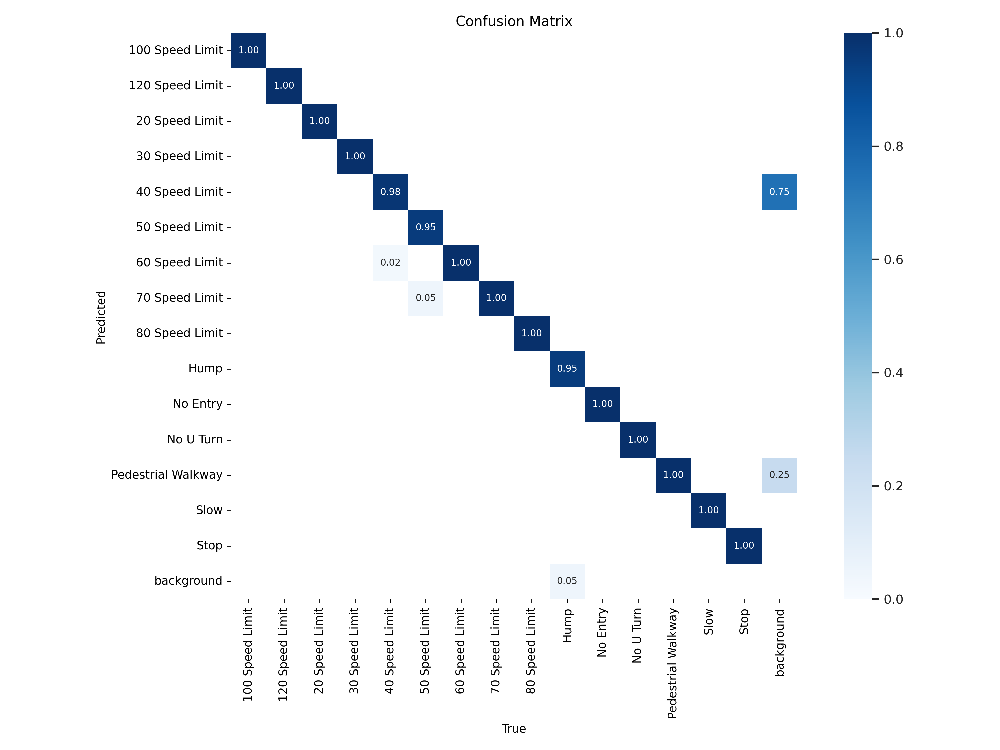 Confusion Matrix
100 Speed Limit
1.00
120 Speed Limit
1.00
20 Speed Limit
1.00
30 Speed Limit
1.00
40 Speed Limit
0.98
0.75
50 Speed Limit
0.95
60 Speed Limit
0.02
1.00
70 Speed Limit
0.05
1.00
80 Speed Limit
1.00
Hump
0.95
No Entry
1.00
No U Turn
1.00
Pedestrial Walkway
1.00
0.25
Slow
1.00
Stop
1.00
background
0.05
Predicted
100 Speed Limit
120 Speed Limit
20 Speed Limit
30 Speed Limit
40 Speed Limit
50 Speed Limit
60 Speed Limit
70 Speed Limit
80 Speed Limit
Hump
No Entry
No U Turn
Pedestrial Walkway
Slow
Stop
background
True
1.0
0.8
0.6
0.4
0.2
0.0